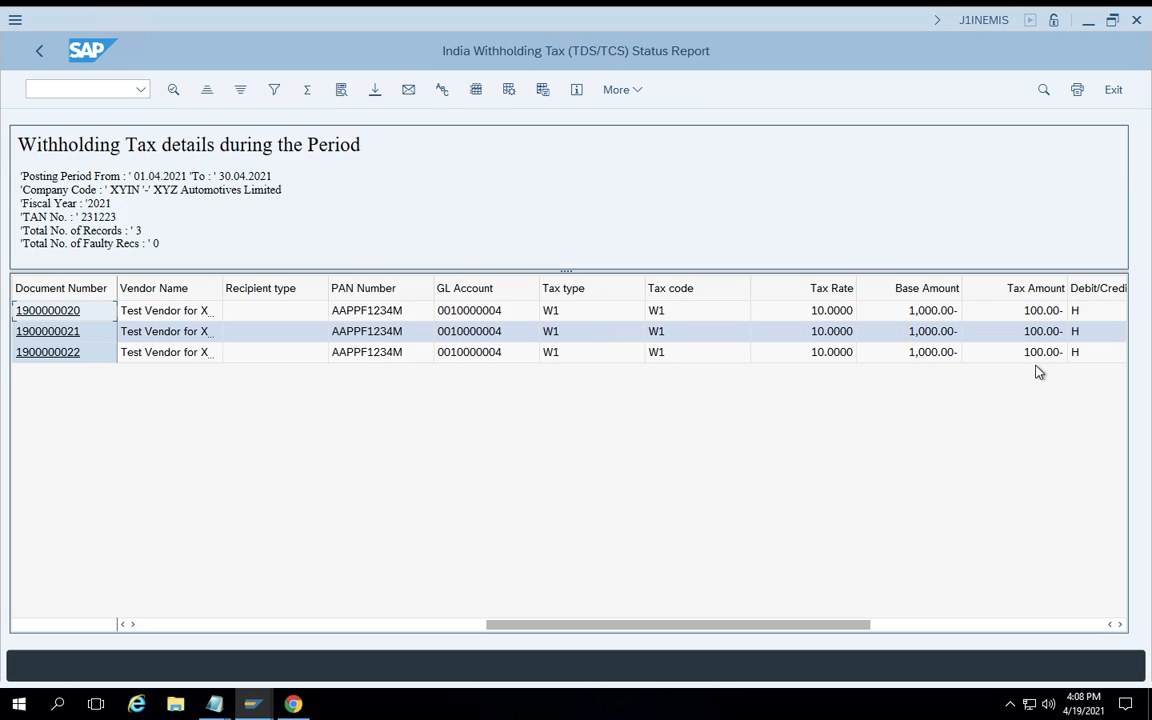 J1INEMIS
SAP
India Withholding Tax (TDS/TCS) Status Report
More
Exit
Withholding Tax details during the Period
'Posting Period From : ' 01.04.2021 'To : ' 30.04.2021
'Company Code : ' XYIN '-' XYZ Automotives Limited
'Fiscal Year : '2021
'TAN No. : ' 231223
'Total No. of Records : ' 3
'Total No. of Faulty Recs : ' 0
Document Number Vendor Name Recipient type PAN Number GL Account Tax type Tax code Tax Rate Base Amount Tax Amount Debit/Credi
1900000020 Test Vendor for X... AAPPF1234M 0010000004 W1 W1 10.0000 1,000.00- 100.00- H
1900000021 Test Vendor for X... AAPPF1234M 0010000004 W1 W1 10.0000 1,000.00- 100.00- H
1900000022 Test Vendor for X... AAPPF1234M 0010000004 W1 W1 10.0000 1,000.00- 100.00- H
4:08 PM
4/19/2021